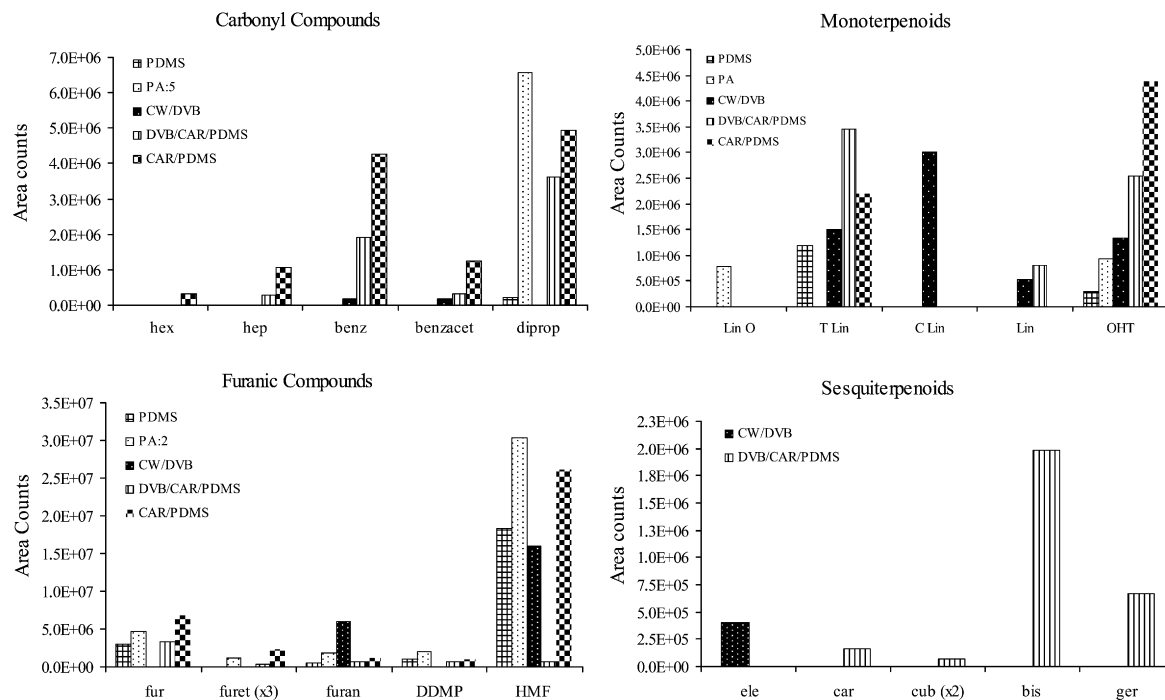 Carbonyl Compounds
7.0E+06
6.0E+06
5.0E+06
4.0E+06
3.0E+06
2.0E+06
1.0E+06
0.0E+00
Area counts
PDMS
PA:5
CW/DVB
DVB/CAR/PDMS
CAR/PDMS
hex hep benz benzacet diprop
Monoterpenoids
5.0E+06
4.5E+06
4.0E+06
3.5E+06
3.0E+06
2.5E+06
2.0E+06
1.5E+06
1.0E+06
5.0E+05
0.0E+00
Area Counts
PDMS
PA
CW/DVB
DVB/CAR/PDMS
CAR/PDMS
Lin O T Lin C Lin Lin OHT
Furanic Compounds
3.5E+07
3.0E+07
2.5E+07
2.0E+07
1.5E+07
1.0E+07
5.0E+06
0.0E+00
Area Counts
PDMS
PA:2
CW/DVB
DVB/CAR/PDMS
CAR/PDMS
fur furet (x3) furan DDMP HMF
Sesquiterpenoids
2.3E+06
2.0E+06
1.8E+06
1.5E+06
1.3E+06
1.0E+06
7.5E+05
5.0E+05
2.5E+05
0.0E+00
Area counts
CW/DVB
DVB/CAR/PDMS
ele car cub (x2) bis ger